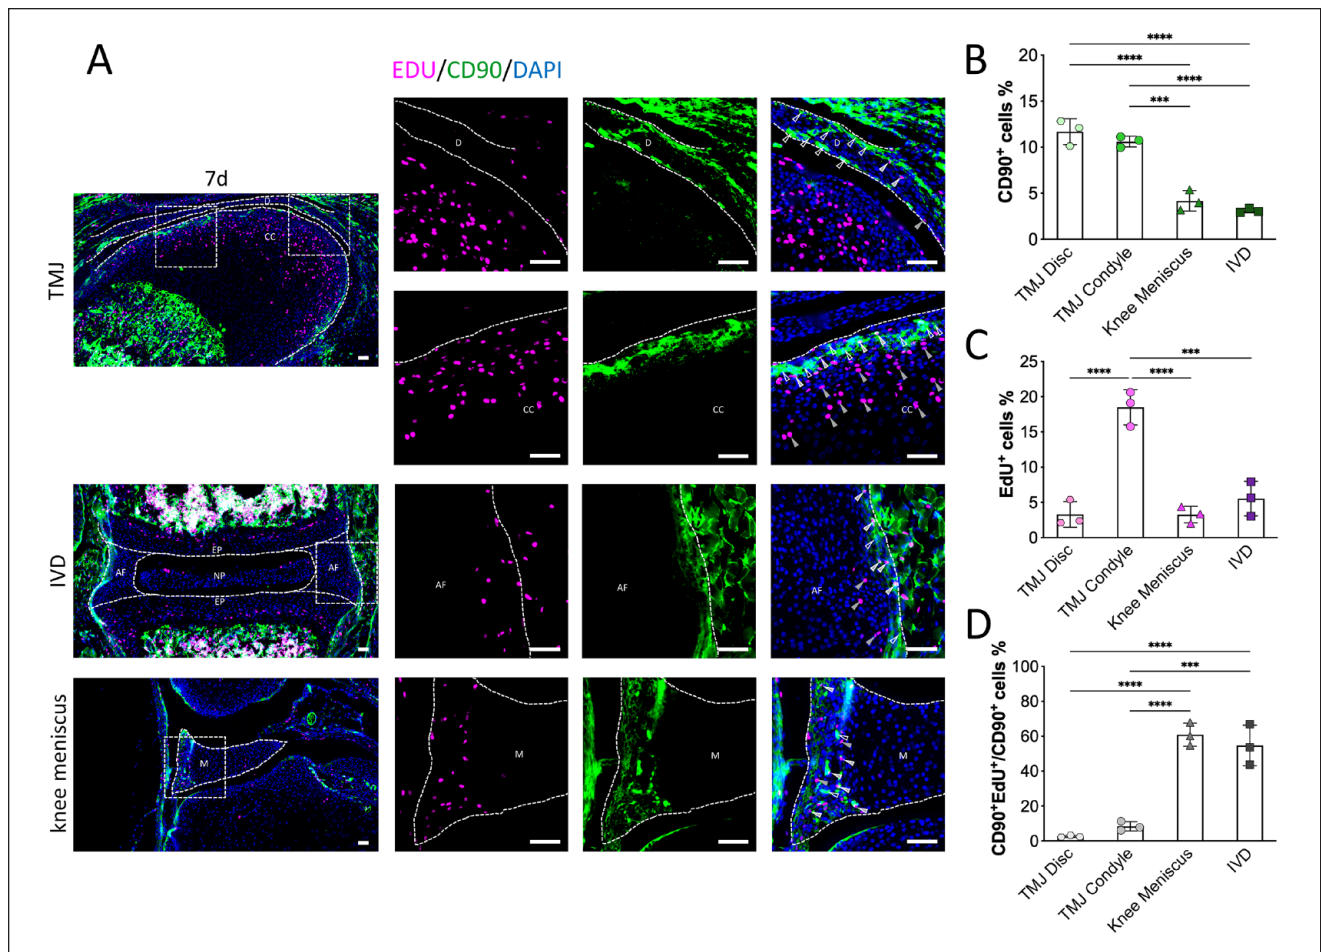 A
EDU/CD90/DAPI
7d
TMJ
D
CC
D
D
D
CC
CC
CC
IVD
EP
AF
NP
AF
EP
AF
AF
AF
knee meniscus
M
M
M
M
B
CD90⁺ cells %
20
15
10
5
0
****
****
****
***
TMJ Disc
TMJ Condyle
Knee Meniscus
IVD
C
EdU⁺ cells %
25
20
15
10
5
0
***
**** ****
TMJ Disc
TMJ Condyle
Knee Meniscus
IVD
D
CD90⁺EdU⁺/CD90⁺ cells %
100
80
60
40
20
0
****
***
****
****
TMJ Disc
TMJ Condyle
Knee Meniscus
IVD